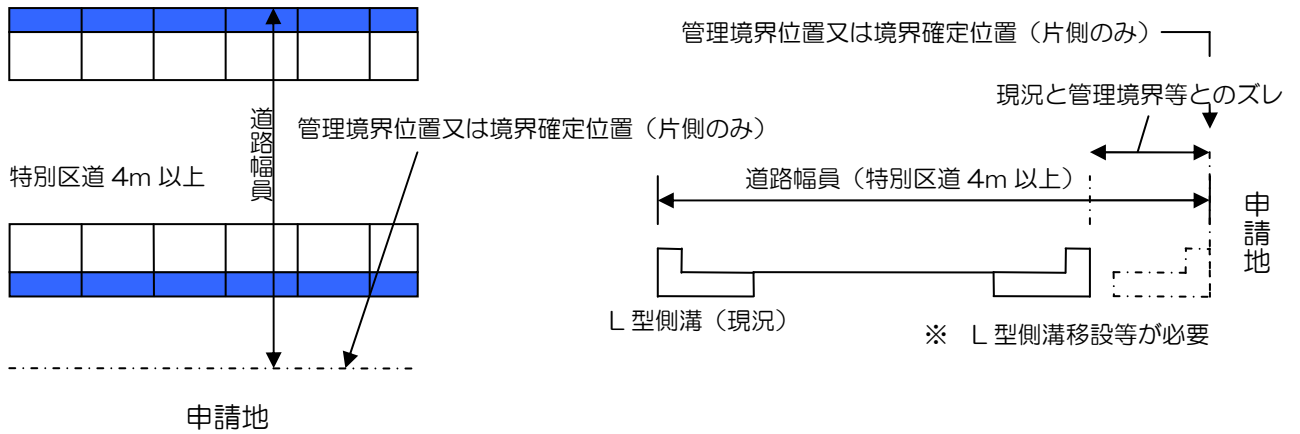 道路幅員
管理境界位置又は境界確定位置（片側のみ）
特別区道 4m 以上
申請地
管理境界位置又は境界確定位置（片側のみ）
現況と管理境界等とのズレ
道路幅員（特別区道 4m 以上）
申請地
Ｌ型側溝（現況）
※　Ｌ型側溝移設等が必要